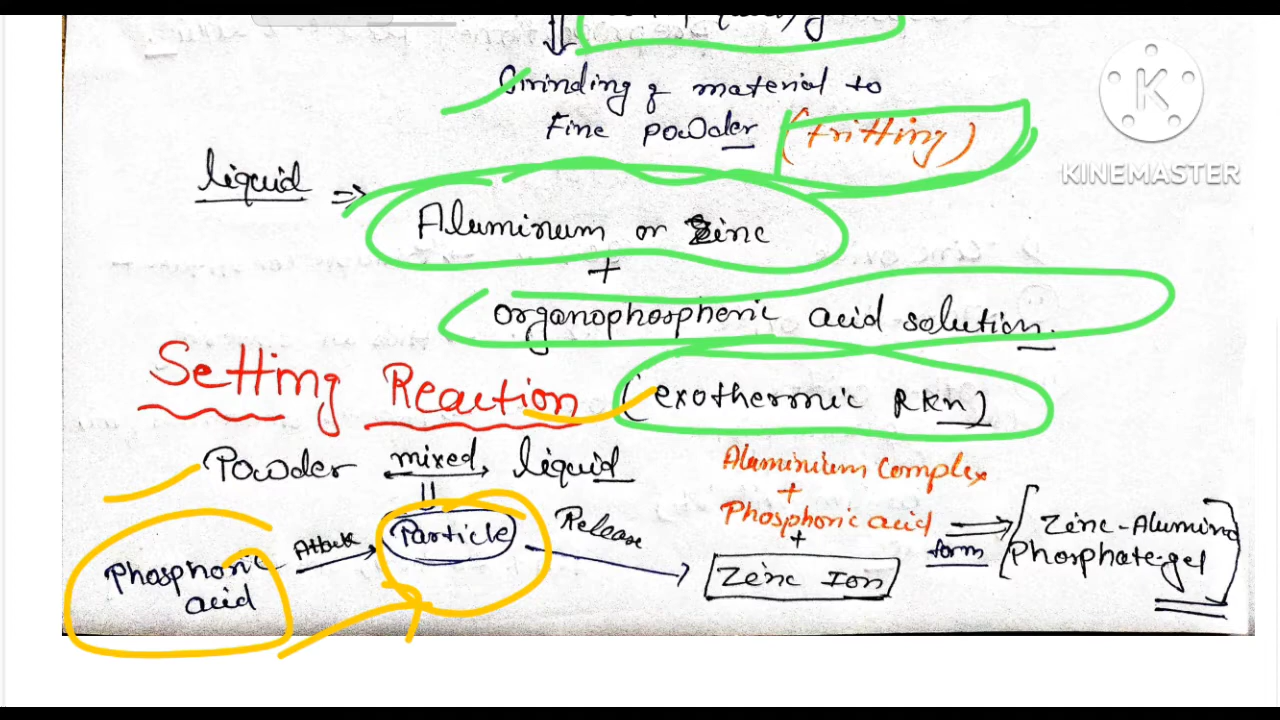 Grinding of material to
Fine powder (fritting)
K
KINEMASTER
liquid ⇒
Aluminum or Zinc
+
organophosphoric acid solution.
Setting Reaction (exothermic Rxn)
Powder mixed liquid
Aluminium Complex
+
Phosphoric acid
+
Zinc Ion
Phosphoric acid
Attack
Particle
Release
form
Zinc-Alumino
Phosphate-gel